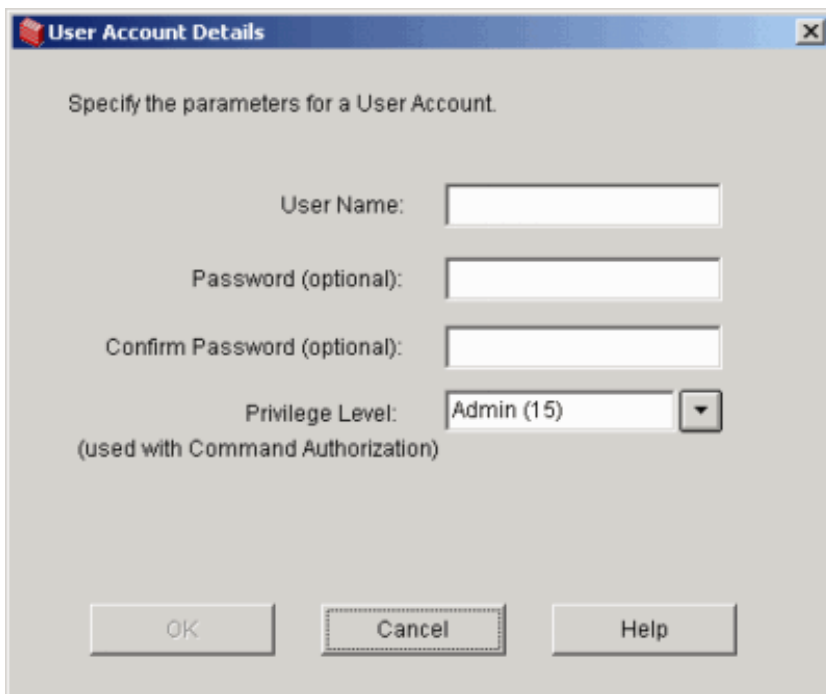 User Account Details
Specify the parameters for a User Account.
User Name:
Password (optional):
Confirm Password (optional):
Privilege Level:
Admin (15)
(used with Command Authorization)
OK
Cancel
Help